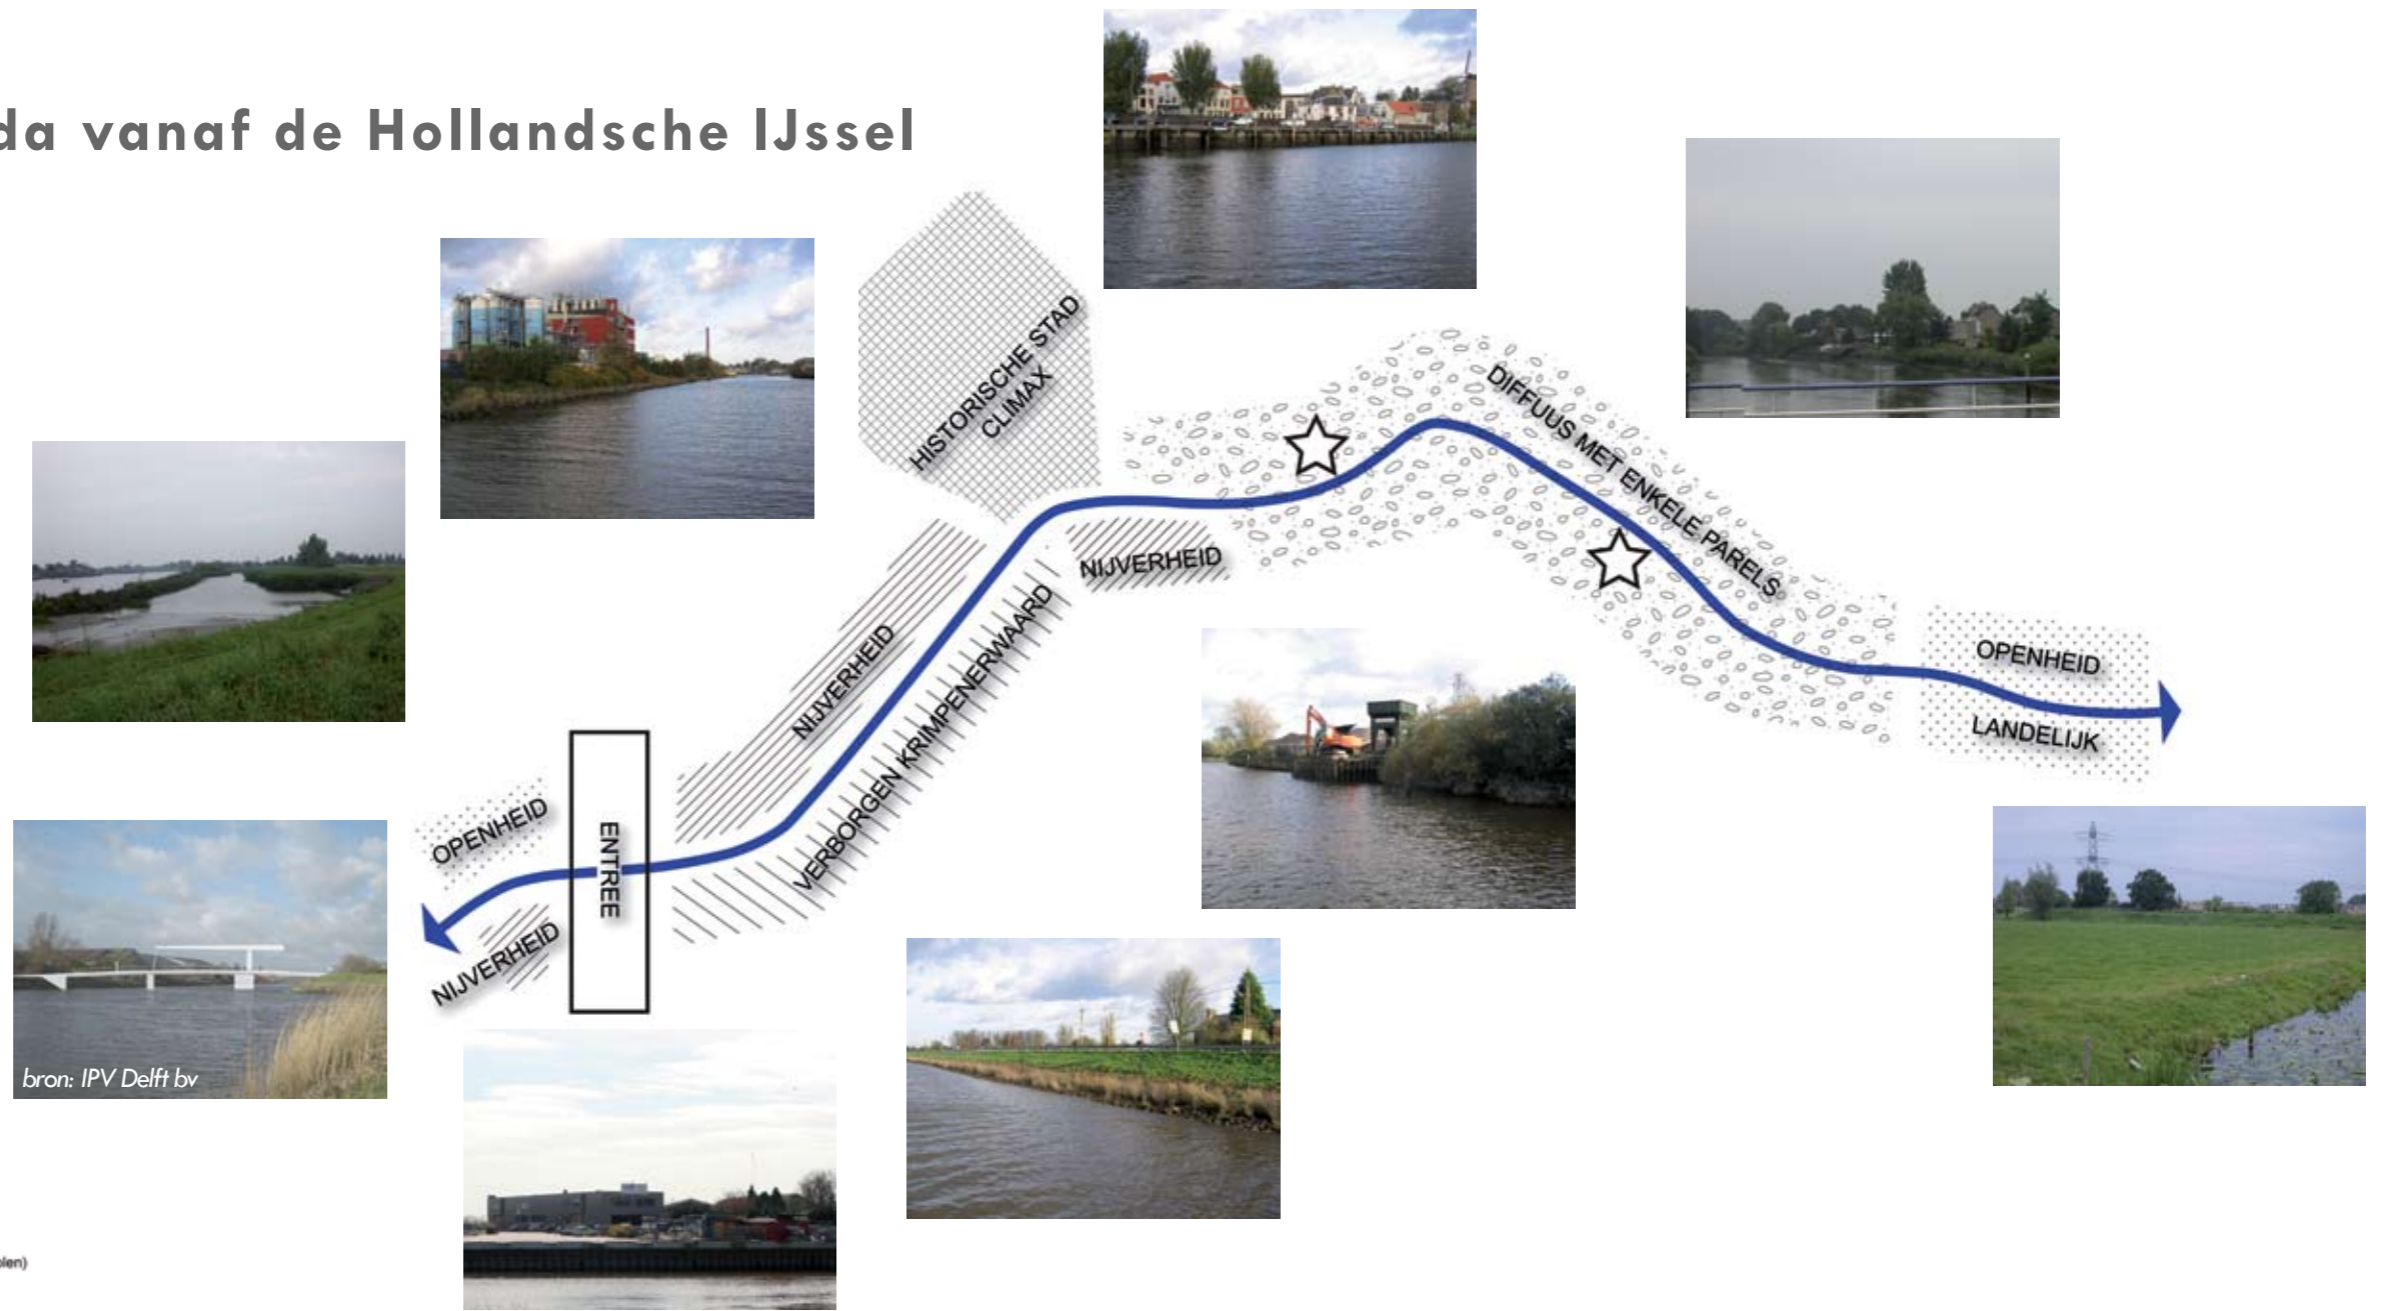 da vanaf de Hollandsche IJssel
HISTORISCHE STAD
CLIMAX
DIFFUUS MET ENKELE PARELS
NIJVERHEID
NIJVERHEID
VERBORGEN KRIMPENERWAARD
OPENHEID
LANDELIJK
OPENHEID
ENTREE
NIJVERHEID
bron: IPV Delft bv
len)